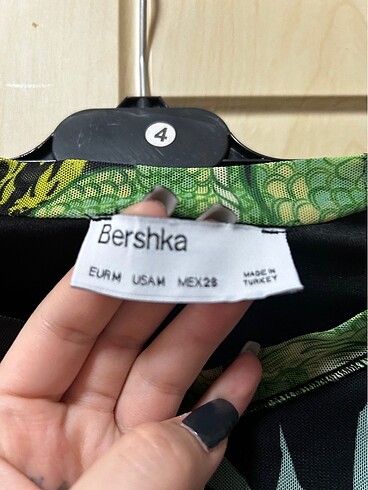 4
Bershka
EUR M USA M MEX 28
MADE IN
TURKEY